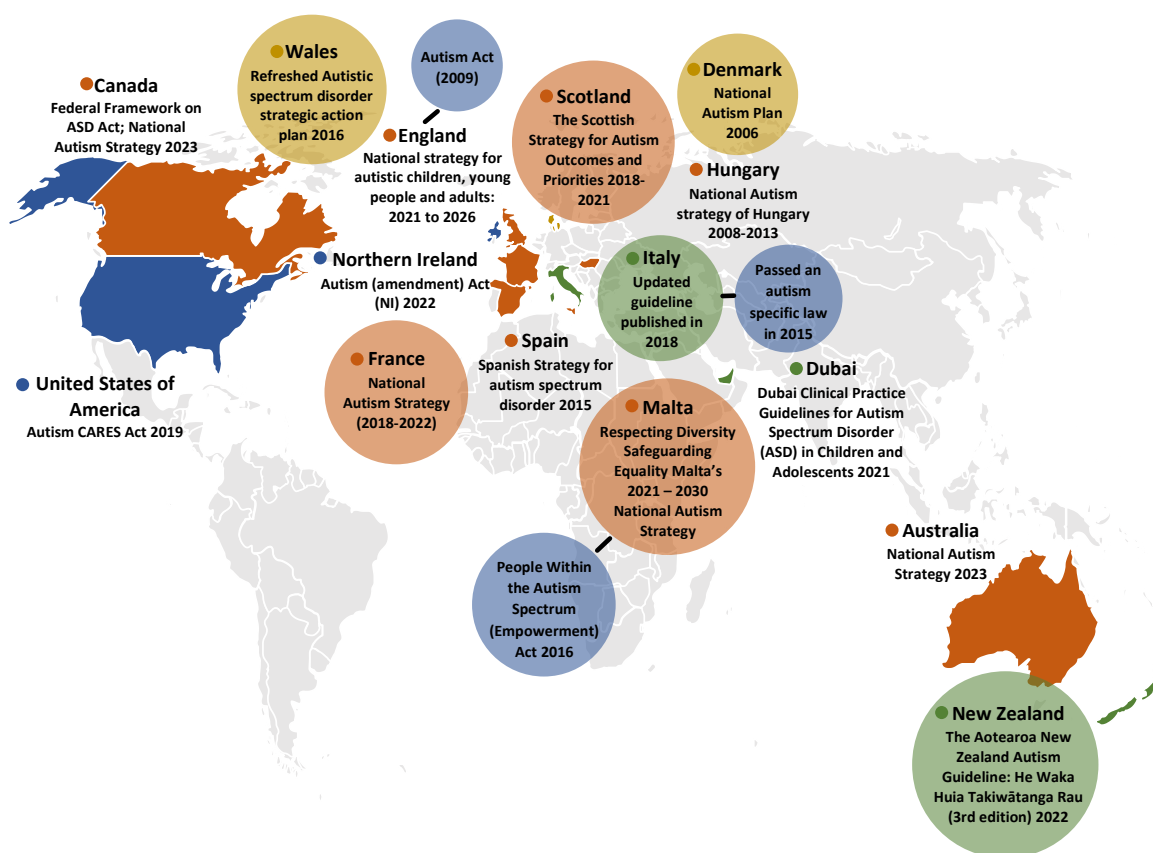 Canada
Federal Framework on
ASD Act; National
Autism Strategy 2023
Wales
Refreshed Autistic
spectrum disorder
strategic action
plan 2016
Autism Act
(2009)
England
National strategy for
autistic children, young
people and adults:
2021 to 2026
Scotland
The Scottish
Strategy for Autism
Outcomes and
Priorities 2018-
2021
Denmark
National
Autism Plan
2006
Hungary
National Autism
strategy of Hungary
2008-2013
Northern Ireland
Autism (amendment) Act
(NI) 2022
Italy
Updated
guideline
published in
2018
Passed an
autism
specific law
in 2015
United States of
America
Autism CARES Act 2019
France
National
Autism Strategy
(2018-2022)
Spain
Spanish Strategy for
autism spectrum
disorder 2015
Malta
Respecting Diversity
Safeguarding
Equality Malta's
2021 – 2030
National Autism
Strategy
Dubai
Dubai Clinical Practice
Guidelines for Autism
Spectrum Disorder
(ASD) in Children and
Adolescents 2021
People Within
the Autism
Spectrum
(Empowerment)
Act 2016
Australia
National Autism
Strategy 2023
New Zealand
The Aotearoa New
Zealand Autism
Guideline: He Waka
Huia Takiwātanga Rau
(3rd edition) 2022